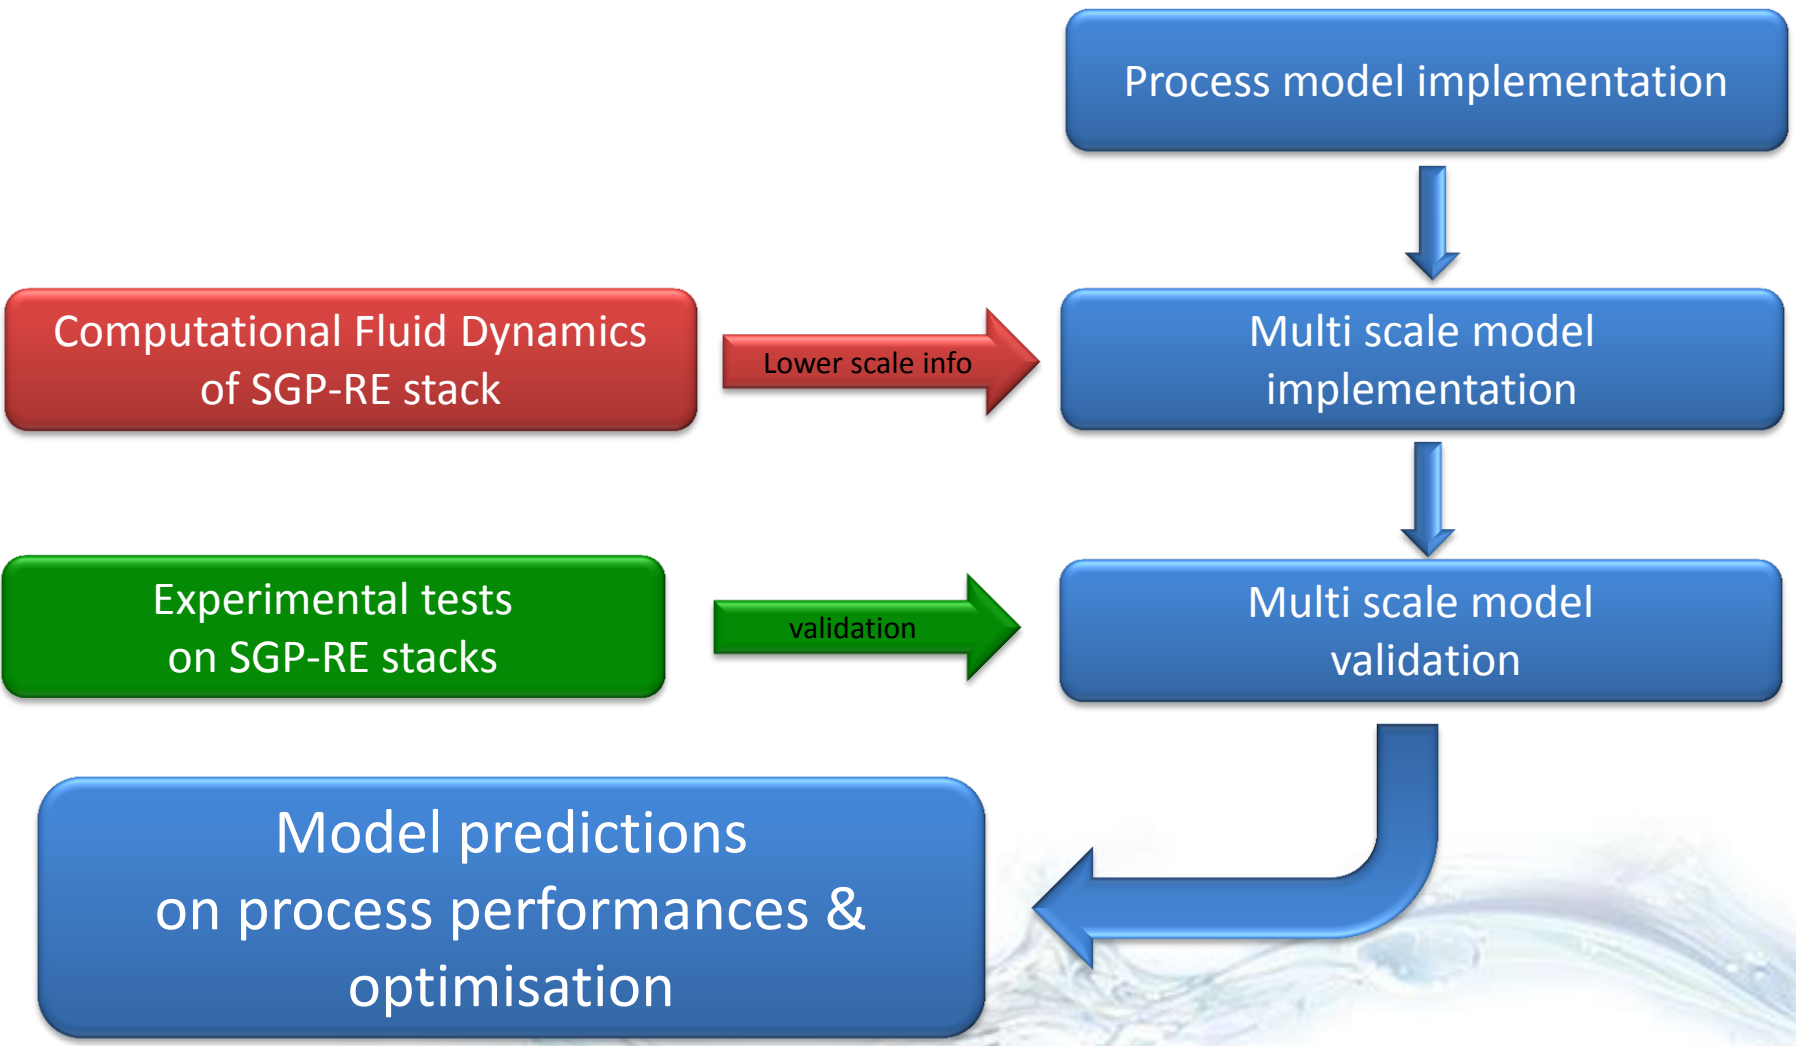 Process model implementation
Computational Fluid Dynamics
of SGP-RE stack
Lower scale info
Multi scale model
implementation
Experimental tests
on SGP-RE stacks
validation
Multi scale model
validation
Model predictions
on process performances &
optimisation